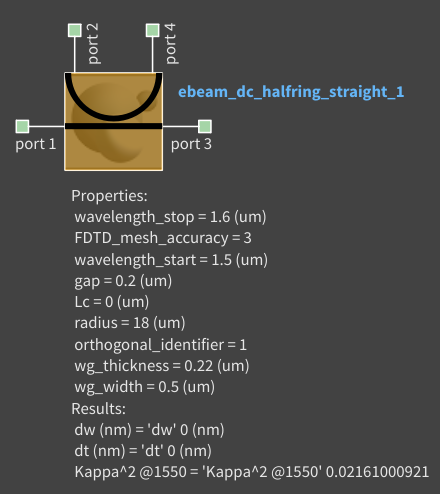 port 2
port 4
ebeam_dc_halfring_straight_1
port 1
port 3
Properties:
wavelength_stop = 1.6 (um)
FDTD_mesh_accuracy = 3
wavelength_start = 1.5 (um)
gap = 0.2 (um)
Lc = 0 (um)
radius = 18 (um)
orthogonal_identifier = 1
wg_thickness = 0.22 (um)
wg_width = 0.5 (um)
Results:
dw (nm) = 'dw' 0 (nm)
dt (nm) = 'dt' 0 (nm)
Kappa^2 @1550 = 'Kappa^2 @1550' 0.02161000921